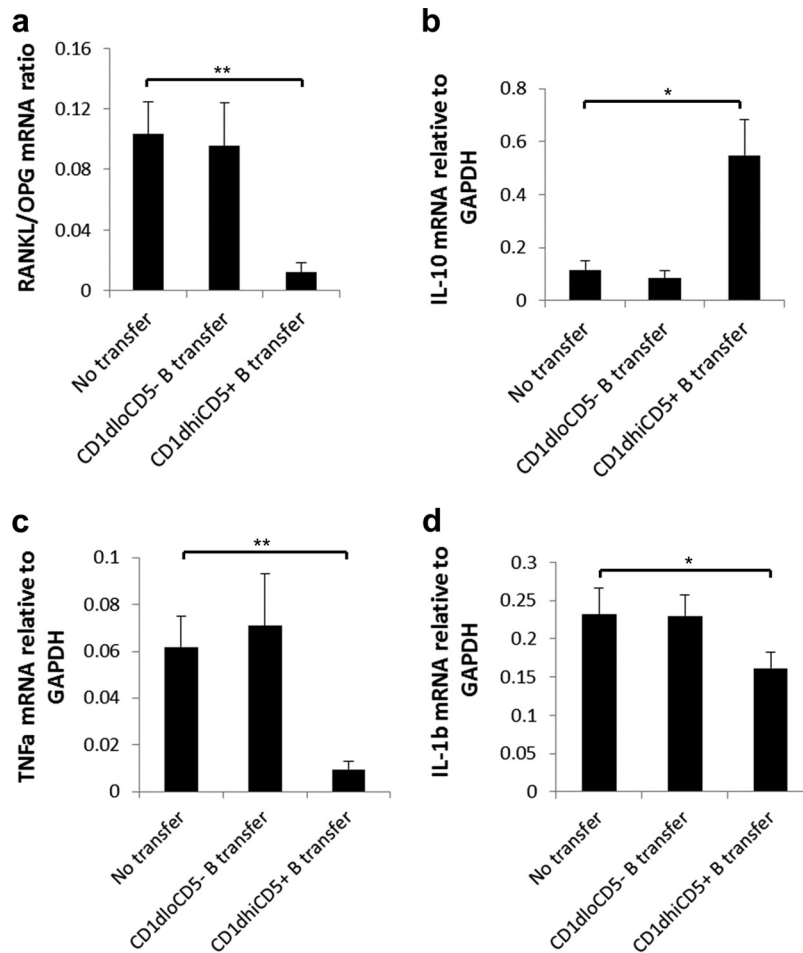 a
RANKL/OPG mRNA ratio
0.16
0.12
0.08
0.04
0
**
No transfer
CD1dloCD5- B transfer
CD1dhiCD5+ B transfer
b
IL-10 mRNA relative to
GAPDH
0.8
0.6
0.4
0.2
0
*
No transfer
CD1dloCD5- B transfer
CD1dhiCD5+ B transfer
c
TNFa mRNA relative to
GAPDH
0.1
0.08
0.06
0.04
0.02
0
**
No transfer
CD1dloCD5- B transfer
CD1dhiCD5+ B transfer
d
IL-1b mRNA relative to
GAPDH
0.3
0.25
0.2
0.15
0.1
0.05
0
*
No transfer
CD1dloCD5- B transfer
CD1dhiCD5+ B transfer